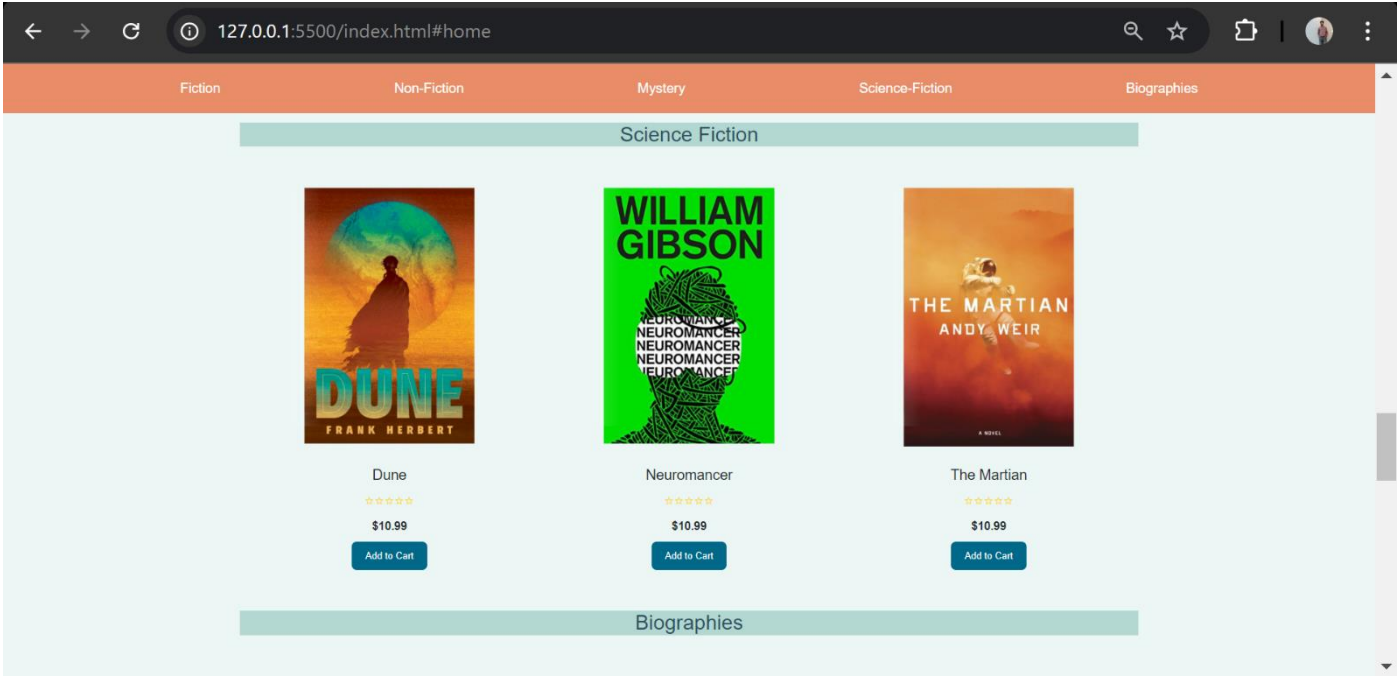 127.0.0.1:5500/index.html#home
Fiction Non-Fiction Mystery Science-Fiction Biographies
Science Fiction
DUNE
FRANK HERBERT
WILLIAM
GIBSON
NEUROMANCER
NEUROMANCER
NEUROMANCER
NEUROMANCER
NEUROMANCER
THE MARTIAN
ANDY WEIR
A NOVEL
Dune Neuromancer The Martian
☆☆☆☆☆ ☆☆☆☆☆ ☆☆☆☆☆
$10.99 $10.99 $10.99
Add to Cart Add to Cart Add to Cart
Biographies